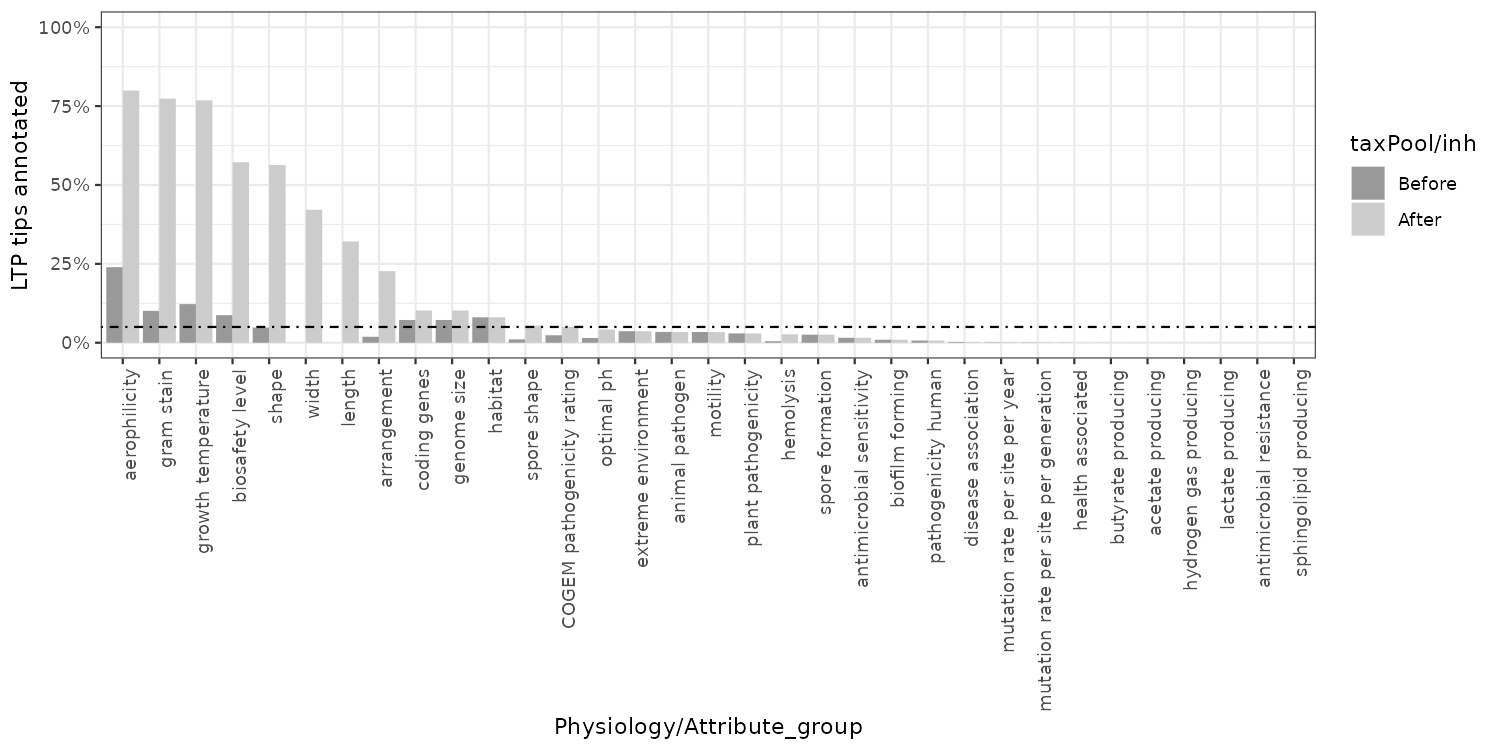 100%
75%
50%
25%
0%
LTP tips annotated
aerophilicity
gram stain
growth temperature
biosafety level
shape
width
length
arrangement
coding genes
genome size
habitat
spore shape
COGEM pathogenicity rating
optimal ph
extreme environment
animal pathogen
motility
plant pathogenicity
hemolysis
spore formation
antimicrobial sensitivity
biofilm forming
pathogenicity human
disease association
mutation rate per site per year
mutation rate per site per generation
health associated
butyrate producing
acetate producing
hydrogen gas producing
lactate producing
antimicrobial resistance
sphingolipid producing
Physiology/Attribute_group
taxPool/inh
Before
After